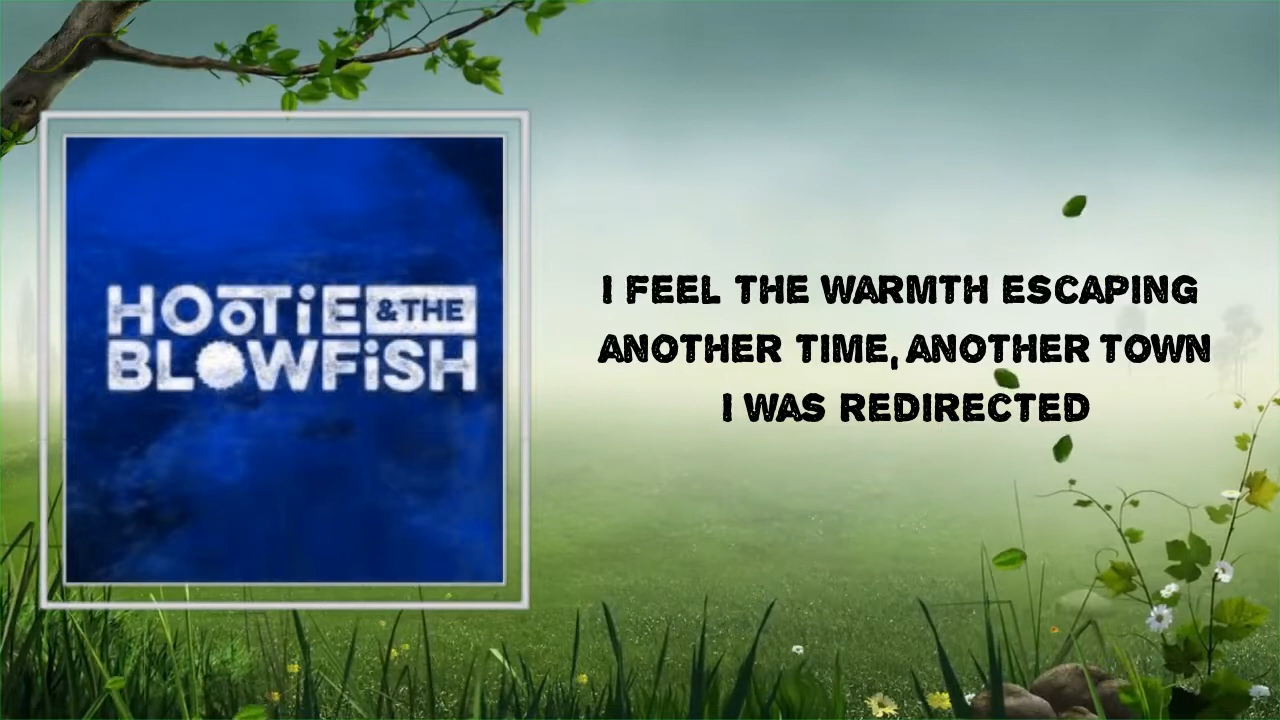 HOOTiE & THE
BLOWFiSH
I FEEL THE WARMTH ESCAPING
ANOTHER TIME, ANOTHER TOWN
I WAS REDIRECTED